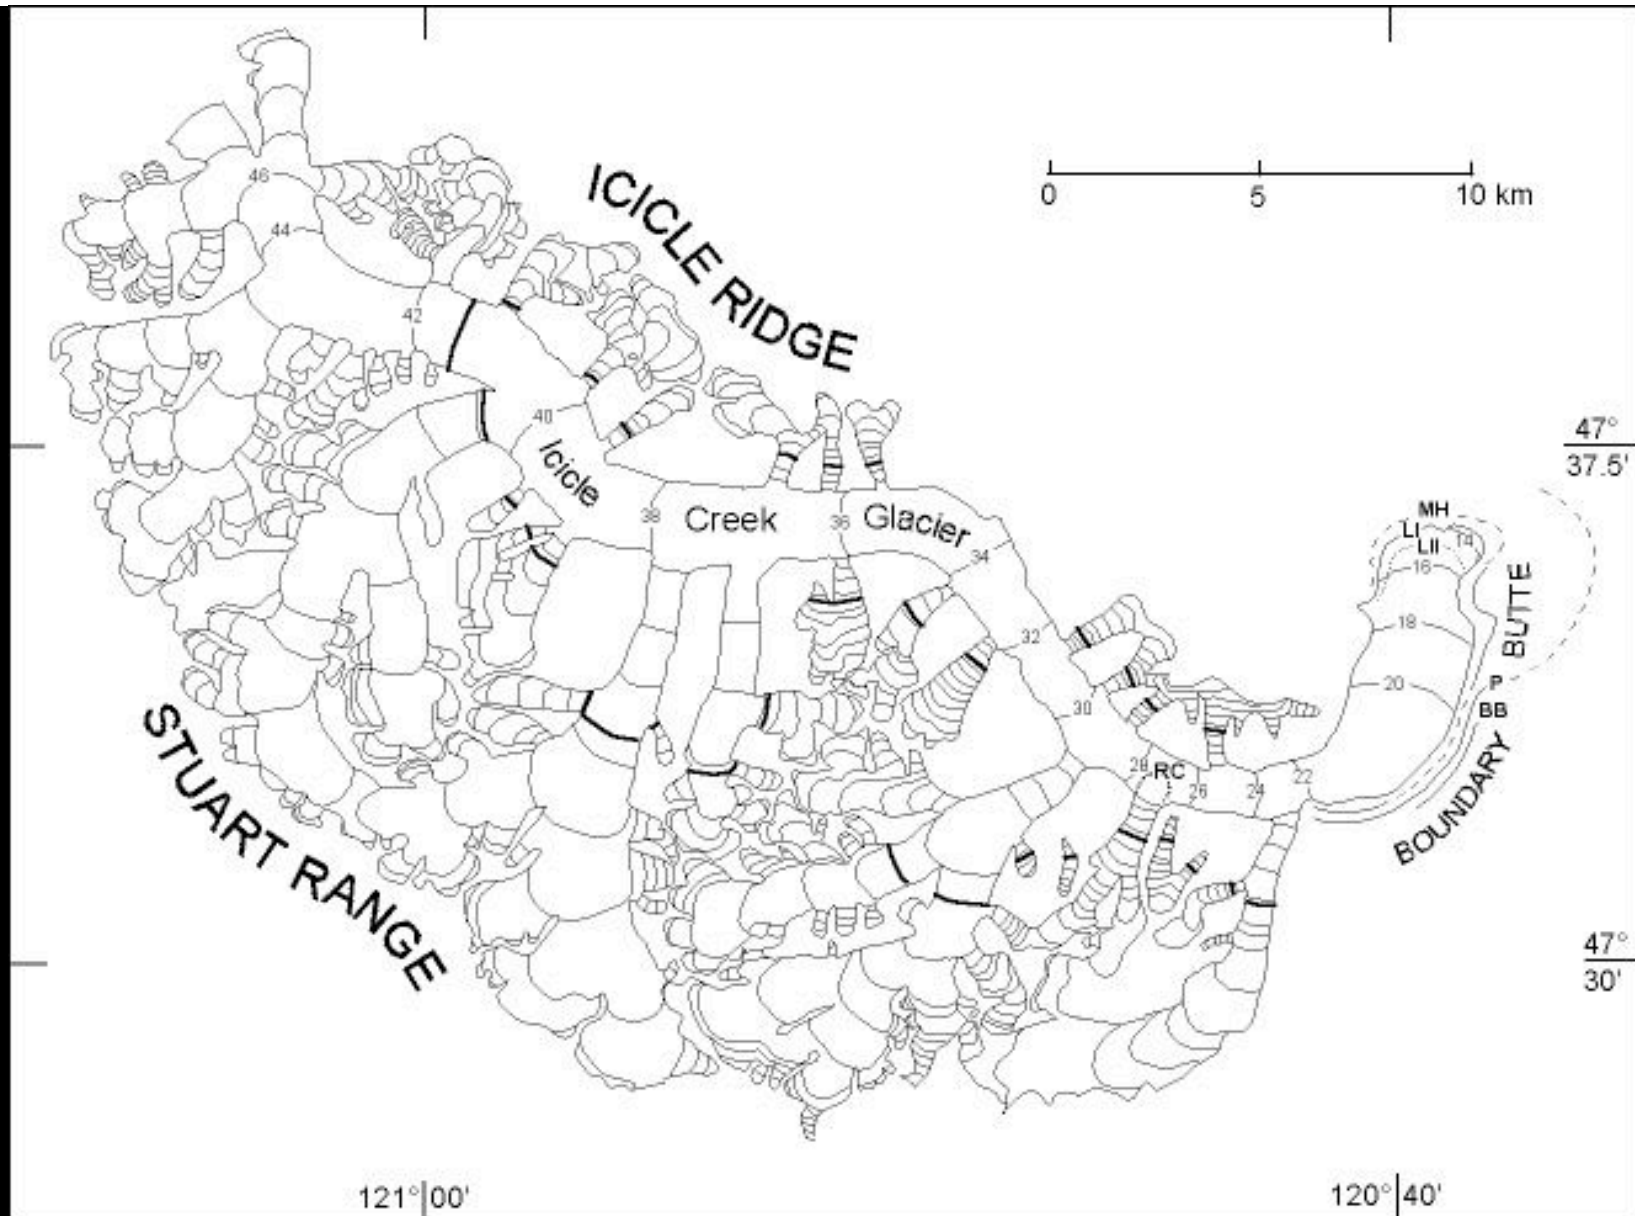 ICICLE RIDGE
0 5 10 km
46
44
42
40
Icicle
38
Creek
36
Glacier
34
32
30
28
RC
26
24
22
20
18
16
14
MH
LI
LII
P
BB
BOUNDARY BUTTE
STUART RANGE
47°
37.5'
47°
30'
121° 00'
120° 40'